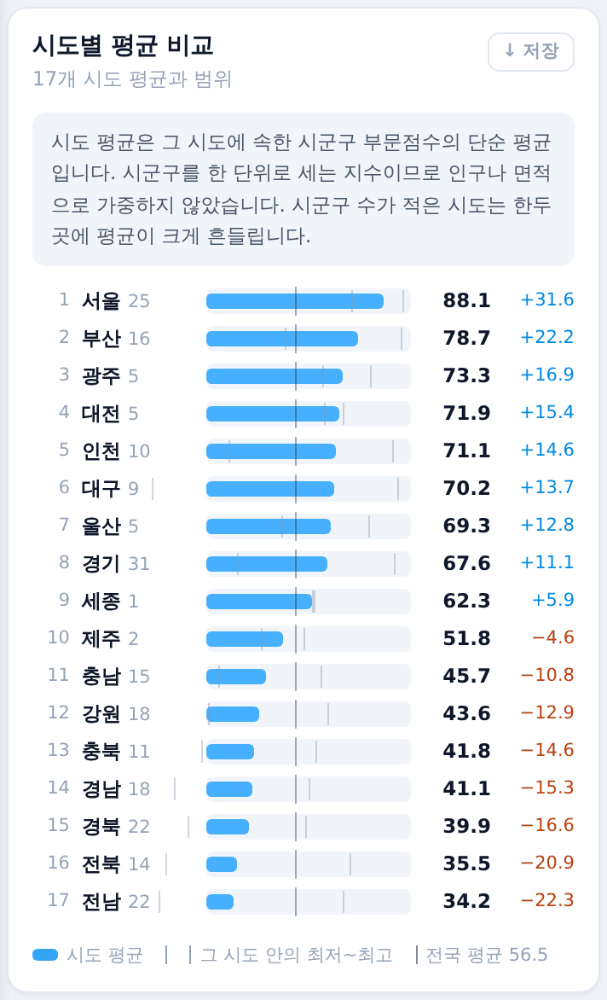 시도별 평균 비교
↓ 저장
17개 시도 평균과 범위
시도 평균은 그 시도에 속한 시군구 부문점수의 단순 평균
입니다. 시군구를 한 단위로 세는 지수이므로 인구나 면적
으로 가중하지 않았습니다. 시군구 수가 적은 시도는 한두
곳에 평균이 크게 흔들립니다.
1 서울 25 88.1 +31.6
2 부산 16 78.7 +22.2
3 광주 5 73.3 +16.9
4 대전 5 71.9 +15.4
5 인천 10 71.1 +14.6
6 대구 9 70.2 +13.7
7 울산 5 69.3 +12.8
8 경기 31 67.6 +11.1
9 세종 1 62.3 +5.9
10 제주 2 51.8 −4.6
11 충남 15 45.7 −10.8
12 강원 18 43.6 −12.9
13 충북 11 41.8 −14.6
14 경남 18 41.1 −15.3
15 경북 22 39.9 −16.6
16 전북 14 35.5 −20.9
17 전남 22 34.2 −22.3
시도 평균 그 시도 안의 최저~최고 전국 평균 56.5